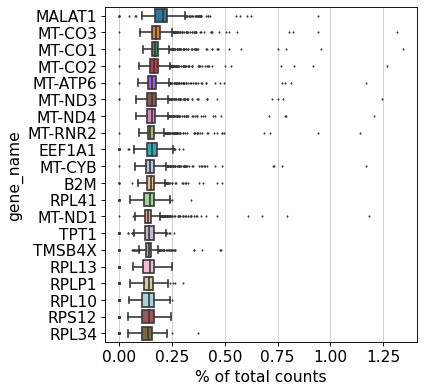 MALAT1
MT-CO3
MT-CO1
MT-CO2
MT-ATP6
MT-ND3
MT-ND4
MT-RNR2
EEF1A1
MT-CYB
B2M
RPL41
MT-ND1
TPT1
TMSB4X
RPL13
RPLP1
RPL10
RPS12
RPL34
gene_name
0.00 0.25 0.50 0.75 1.00 1.25
% of total counts